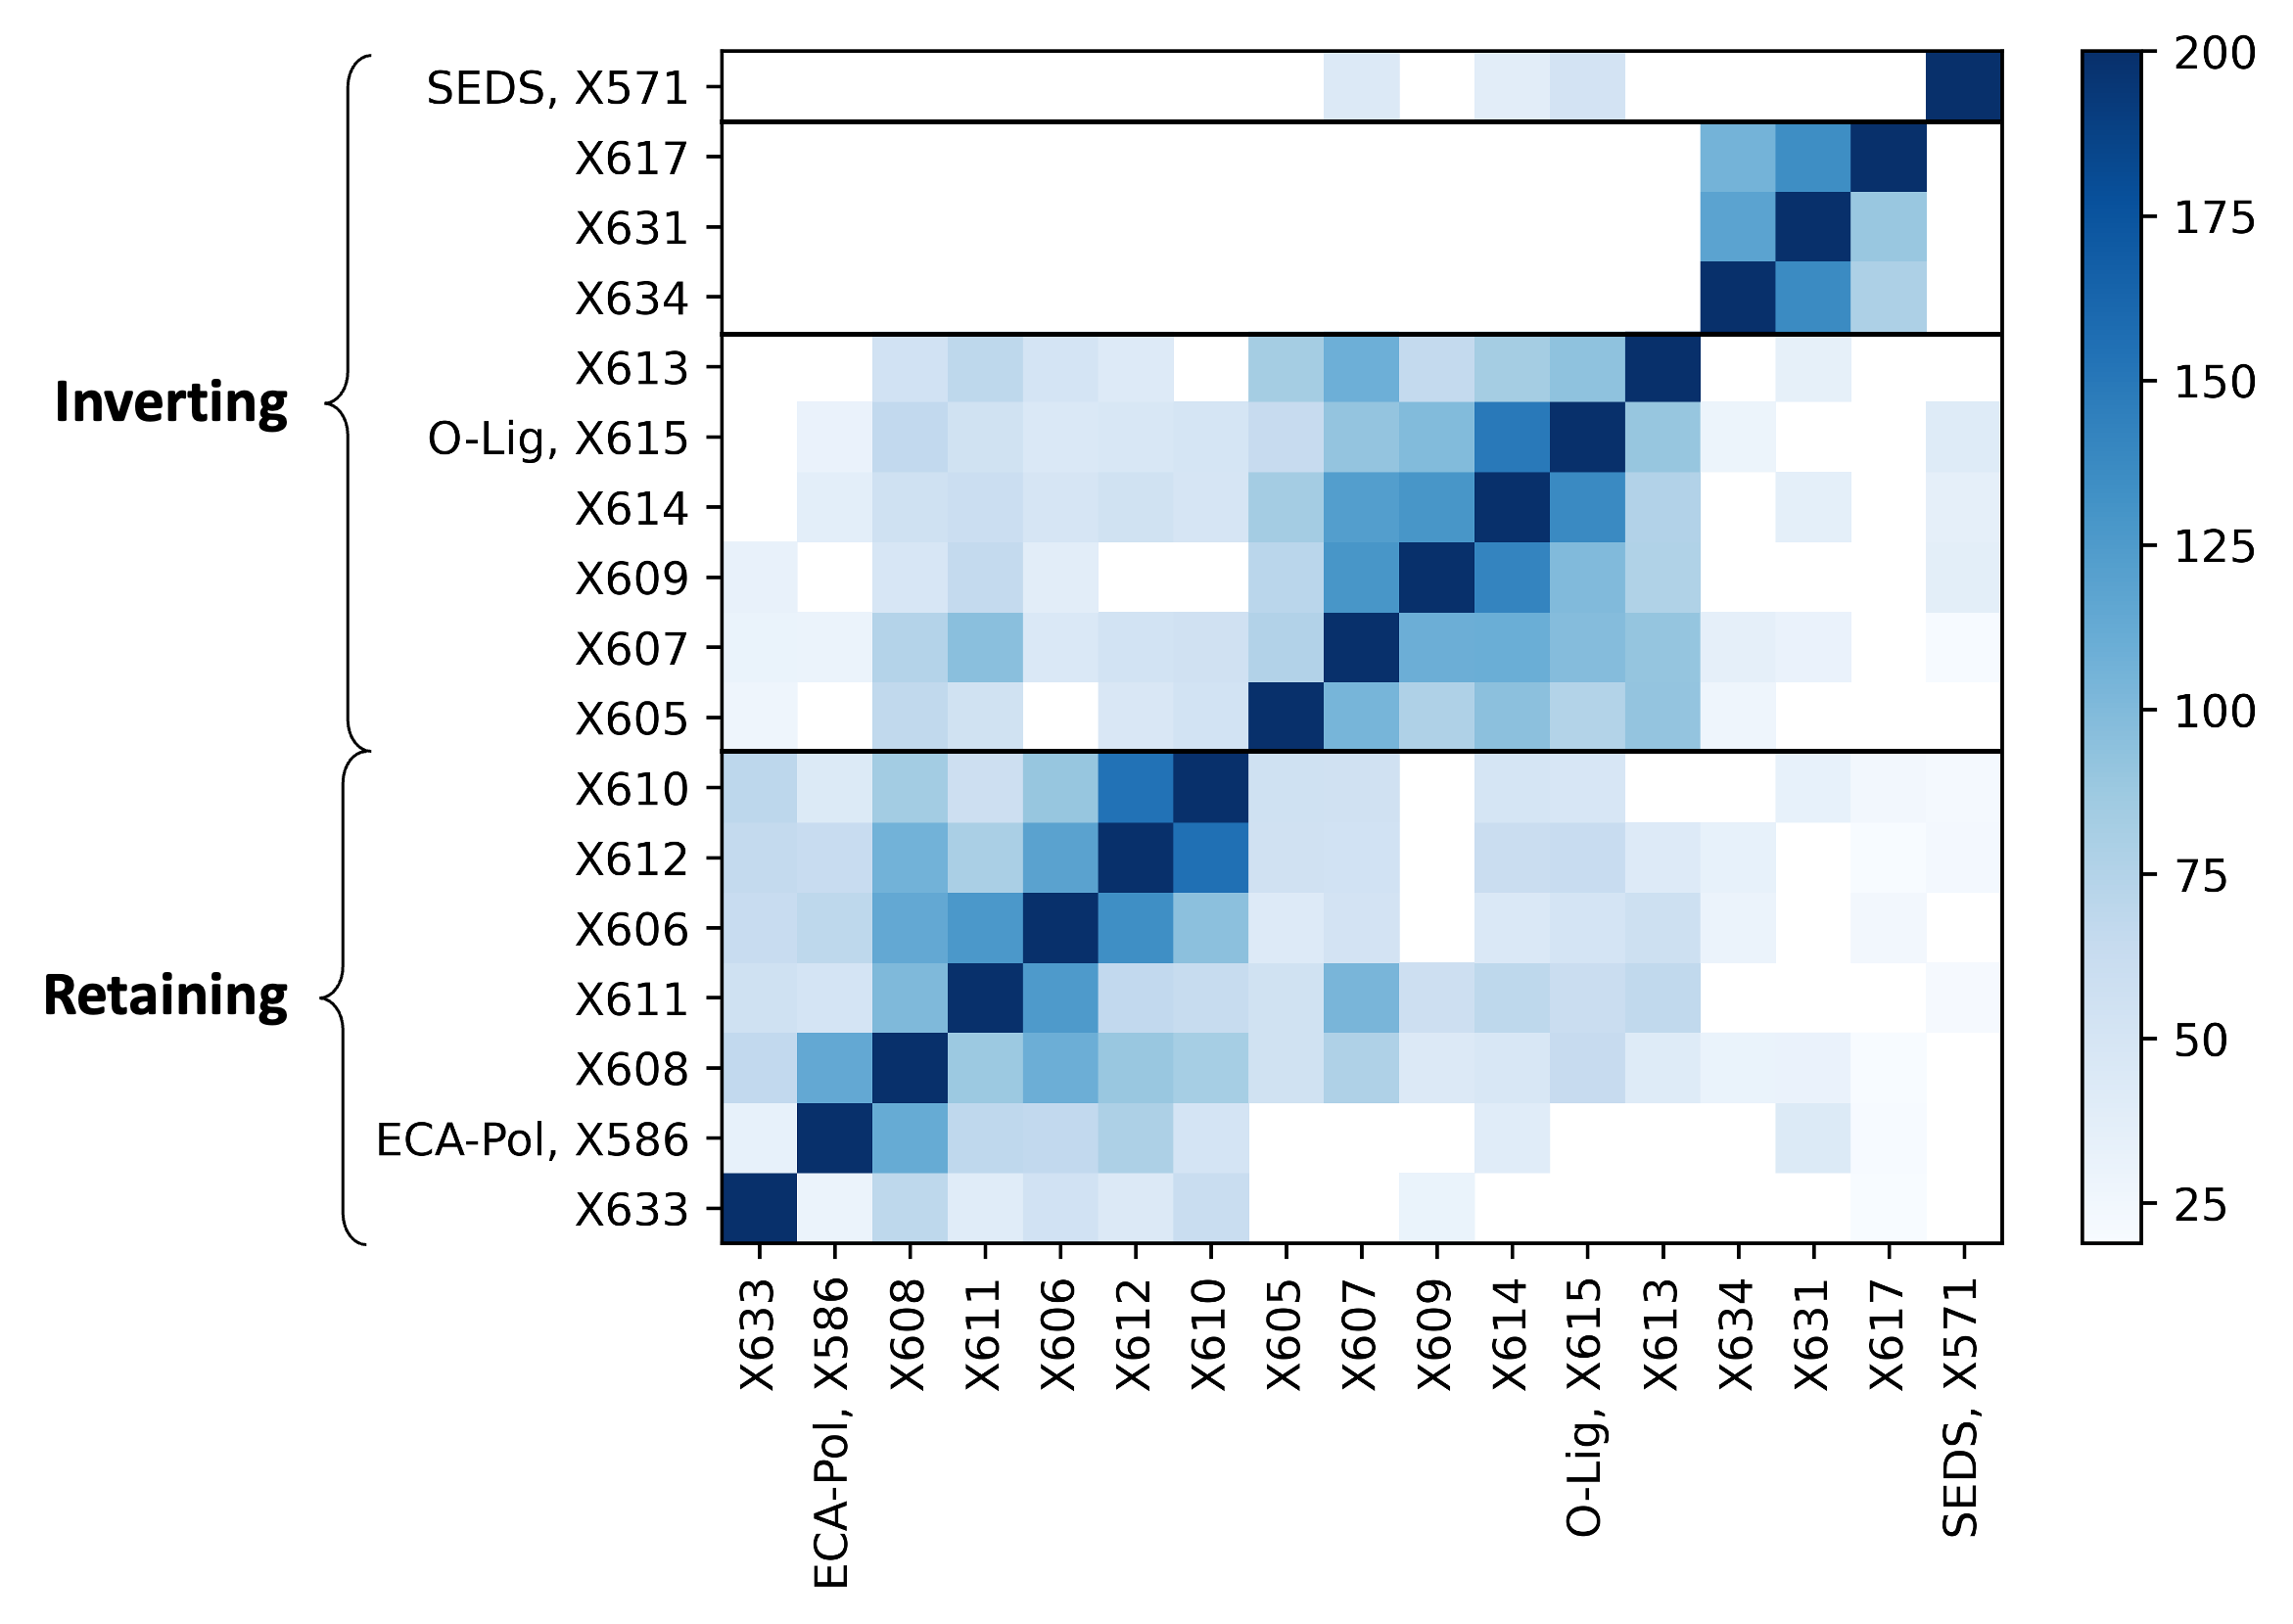 SEDS, X571
X617
X631
X634
X613
O-Lig, X615
X614
X609
X607
X605
X610
X612
X606
X611
X608
ECA-Pol, X586
X633
Inverting
Retaining
X633
ECA-Pol, X586
X608
X611
X606
X612
X610
X605
X607
X609
X614
O-Lig, X615
X613
X634
X631
X617
SEDS, X571
200
175
150
125
100
75
50
25